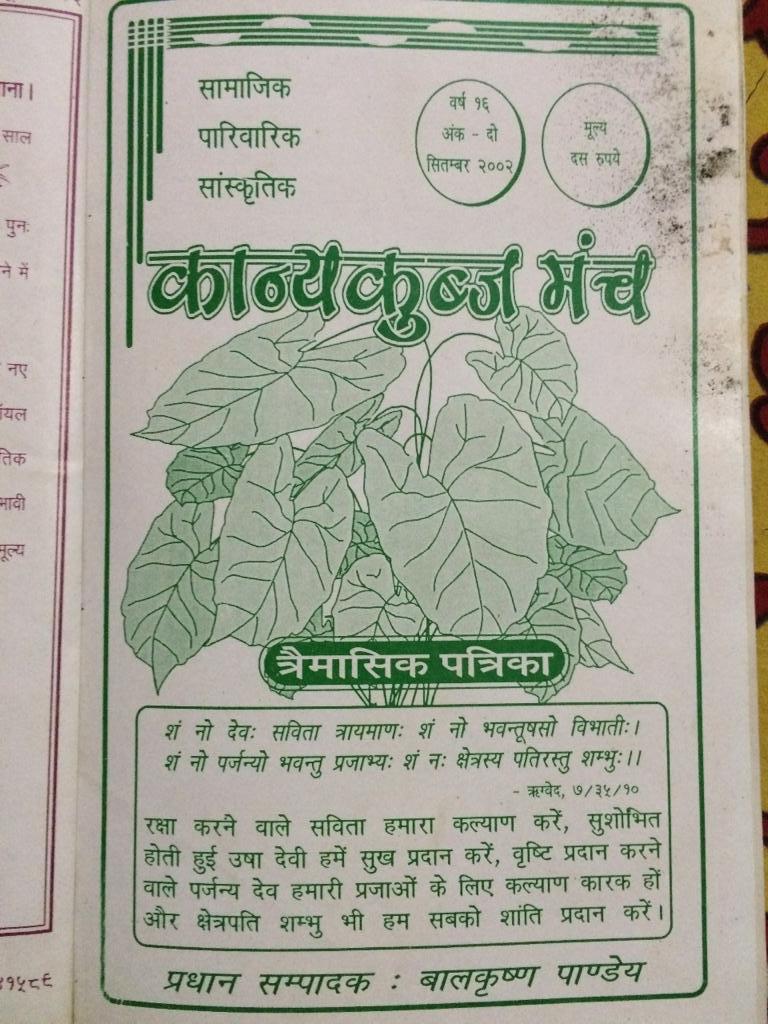 ाना।
साल
पुनः
ने में
नए
ॉयल
तिक
भावी
मूल्य
१५८६
सामाजिक
पारिवारिक
सांस्कृतिक
वर्ष १६
अंक - दो
सितम्बर २००२
मूल्य
दस रुपये
कान्यकुब्ज मंच
त्रैमासिक पत्रिका
शं नो देवः सविता त्रायमाणः शं नो भवन्तूषसो विभातीः।
शं नो पर्जन्यो भवन्तु प्रजाभ्यः शं नः क्षेत्रस्य पतिरस्तु शम्भुः।।
- ऋग्वेद, ७/३५/१०
रक्षा करने वाले सविता हमारा कल्याण करें, सुशोभित
होती हुई उषा देवी हमें सुख प्रदान करें, वृष्टि प्रदान करने
वाले पर्जन्य देव हमारी प्रजाओं के लिए कल्याण कारक हों
और क्षेत्रपति शम्भु भी हम सबको शांति प्रदान करें।
प्रधान सम्पादक : बालकृष्ण पाण्डेय